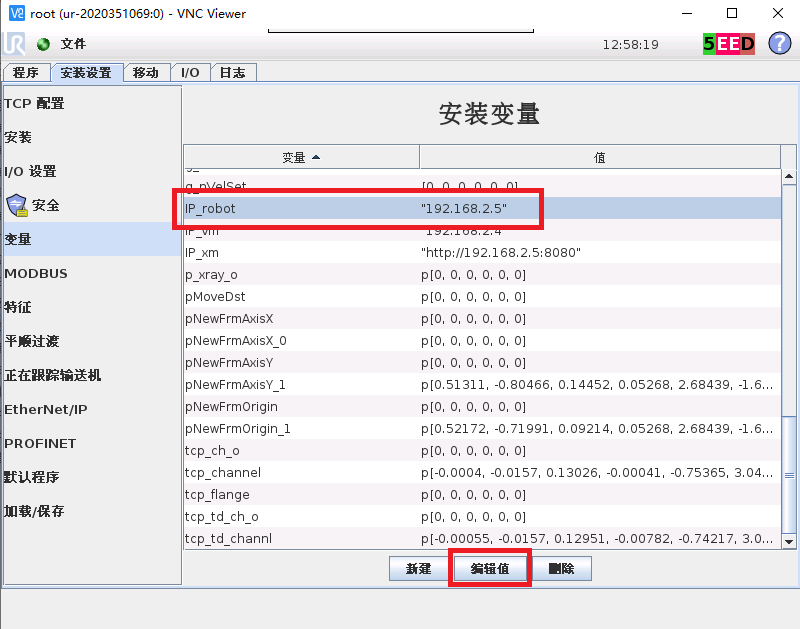 root (ur-2020351069:0) - VNC Viewer
文件
12:58:19
5EED
?
程序 安装设置 移动 I/O 日志
TCP 配置
安装
I/O 设置
安全
变量
MODBUS
特征
平顺过渡
正在跟踪输送机
EtherNet/IP
PROFINET
默认程序
加载/保存
安装变量
变量 值
g_pVelSet [0, 0, 0, 0, 0, 0]
IP_robot "192.168.2.5"
IP_vm "192.168.2.4"
IP_xm "http://192.168.2.5:8080"
p_xray_o p[0, 0, 0, 0, 0, 0]
pMoveDst p[0, 0, 0, 0, 0, 0]
pNewFrmAxisX p[0, 0, 0, 0, 0, 0]
pNewFrmAxisX_0 p[0, 0, 0, 0, 0, 0]
pNewFrmAxisY p[0, 0, 0, 0, 0, 0]
pNewFrmAxisY_1 p[0.51311, -0.80466, 0.14452, 0.05268, 2.68439, -1.6...
pNewFrmOrigin p[0, 0, 0, 0, 0, 0]
pNewFrmOrigin_1 p[0.52172, -0.71991, 0.09214, 0.05268, 2.68439, -1.6...
tcp_ch_o p[0, 0, 0, 0, 0, 0]
tcp_channel p[-0.0004, -0.0157, 0.13026, -0.00041, -0.75365, 3.04...
tcp_flange p[0, 0, 0, 0, 0, 0]
tcp_td_ch_o p[0, 0, 0, 0, 0, 0]
tcp_td_channl p[-0.00055, -0.0157, 0.12951, -0.00782, -0.74217, 3.0...
新建 编辑值 删除